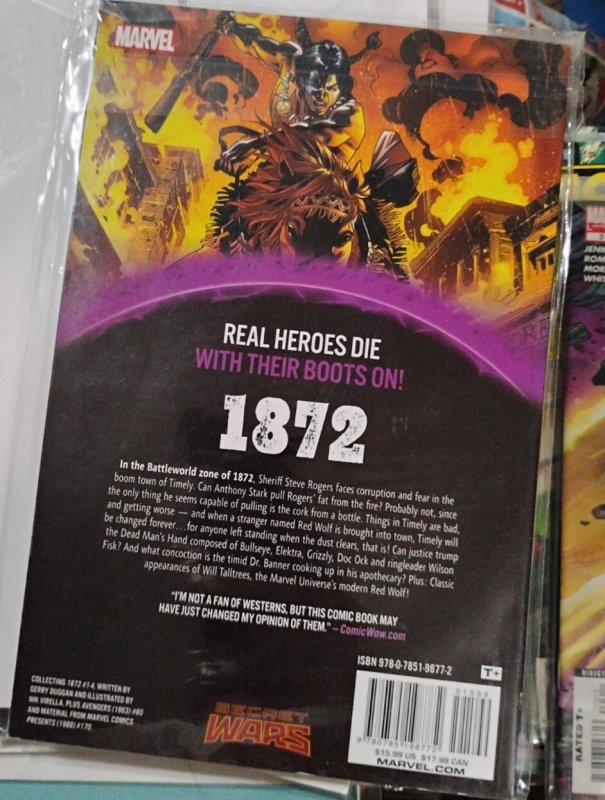 MARVEL
REAL HEROES DIE
WITH THEIR BOOTS ON!
1872
In the Battleworld zone of 1872, Sheriff Steve Rogers faces corruption and fear in the
boom town of Timely. Can Anthony Stark pull Rogers' fat from the fire? Probably not, since
the only thing he seems capable of pulling is the cork from a bottle. Things in Timely are bad,
and getting worse — and when a stranger named Red Wolf is brought into town, Timely will
be changed forever...for anyone left standing when the dust clears, that is! Can justice trump
the Dead Man's Hand composed of Bullseye, Elektra, Grizzly, Doc Ock and ringleader Wilson
Fisk? And what concoction is the timid Dr. Banner cooking up in his apothecary? Plus: Classic
appearances of Will Talltrees, the Marvel Universe's modern Red Wolf!
"I'M NOT A FAN OF WESTERNS, BUT THIS COMIC BOOK MAY
HAVE JUST CHANGED MY OPINION OF THEM." — ComicWow.com
COLLECTING 1872 #1-4, WRITTEN BY
GERRY DUGGAN AND ILLUSTRATED BY
NIK VIRELLA. PLUS AVENGERS (1963) #80
AND MATERIAL FROM MARVEL COMICS
PRESENTS (1988) #170.
SECRET
WARS
ISBN 978-0-7851-9877-2
T+
51599
9 780785 198772
$15.99 US $17.99 CAN
MARVEL.COM
JENK
ROM
MOR
WHIT
RATED T+